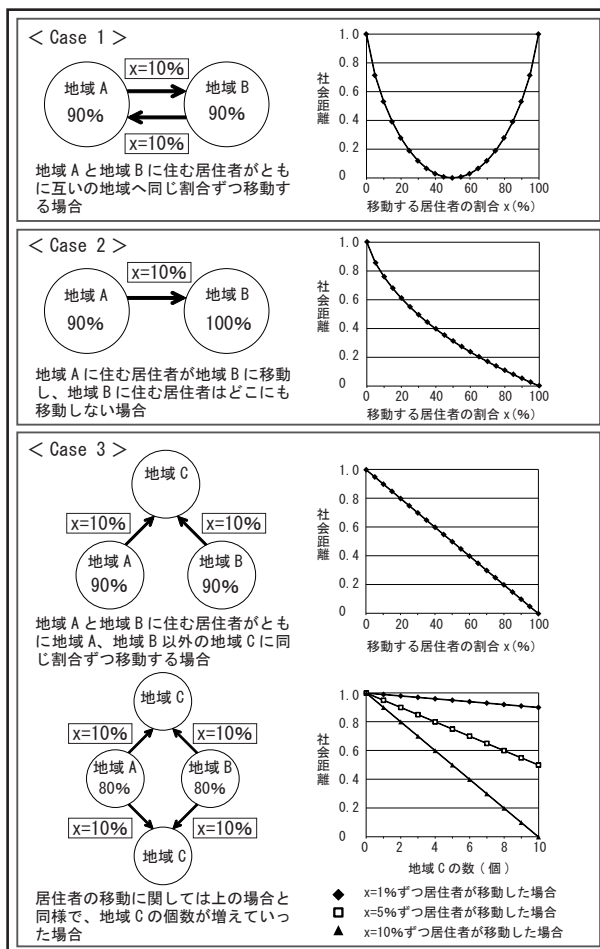 < Case 1 >
x=10%
地域 A
90%
地域 B
90%
x=10%
地域 A と地域 B に住む居住者がとも
に互いの地域へ同じ割合ずつ移動す
る場合
社会距離
1.0
0.8
0.6
0.4
0.2
0
0 20 40 60 80 100
移動する居住者の割合 x(%)
< Case 2 >
x=10%
地域 A
90%
地域 B
100%
地域 A に住む居住者が地域 B に移動
し、地域 B に住む居住者はどこにも
移動しない場合
社会距離
1.0
0.8
0.6
0.4
0.2
0
0 20 40 60 80 100
移動する居住者の割合 x(%)
< Case 3 >
地域 C
x=10% x=10%
地域 A
90%
地域 B
90%
地域 A と地域 B に住む居住者がとも
に地域 A、地域 B 以外の地域 C に同
じ割合ずつ移動する場合
社会距離
1.0
0.8
0.6
0.4
0.2
0
0 20 40 60 80 100
移動する居住者の割合 x(%)
地域 C
x=10% x=10%
地域 A
80%
地域 B
80%
x=10% x=10%
地域 C
居住者の移動に関しては上の場合と
同様で、地域 C の個数が増えていっ
た場合
社会距離
1.0
0.8
0.6
0.4
0.2
0
0 2 4 6 8 10
地域 C の数 ( 個 )
x=1%ずつ居住者が移動した場合
x=5%ずつ居住者が移動した場合
x=10%ずつ居住者が移動した場合